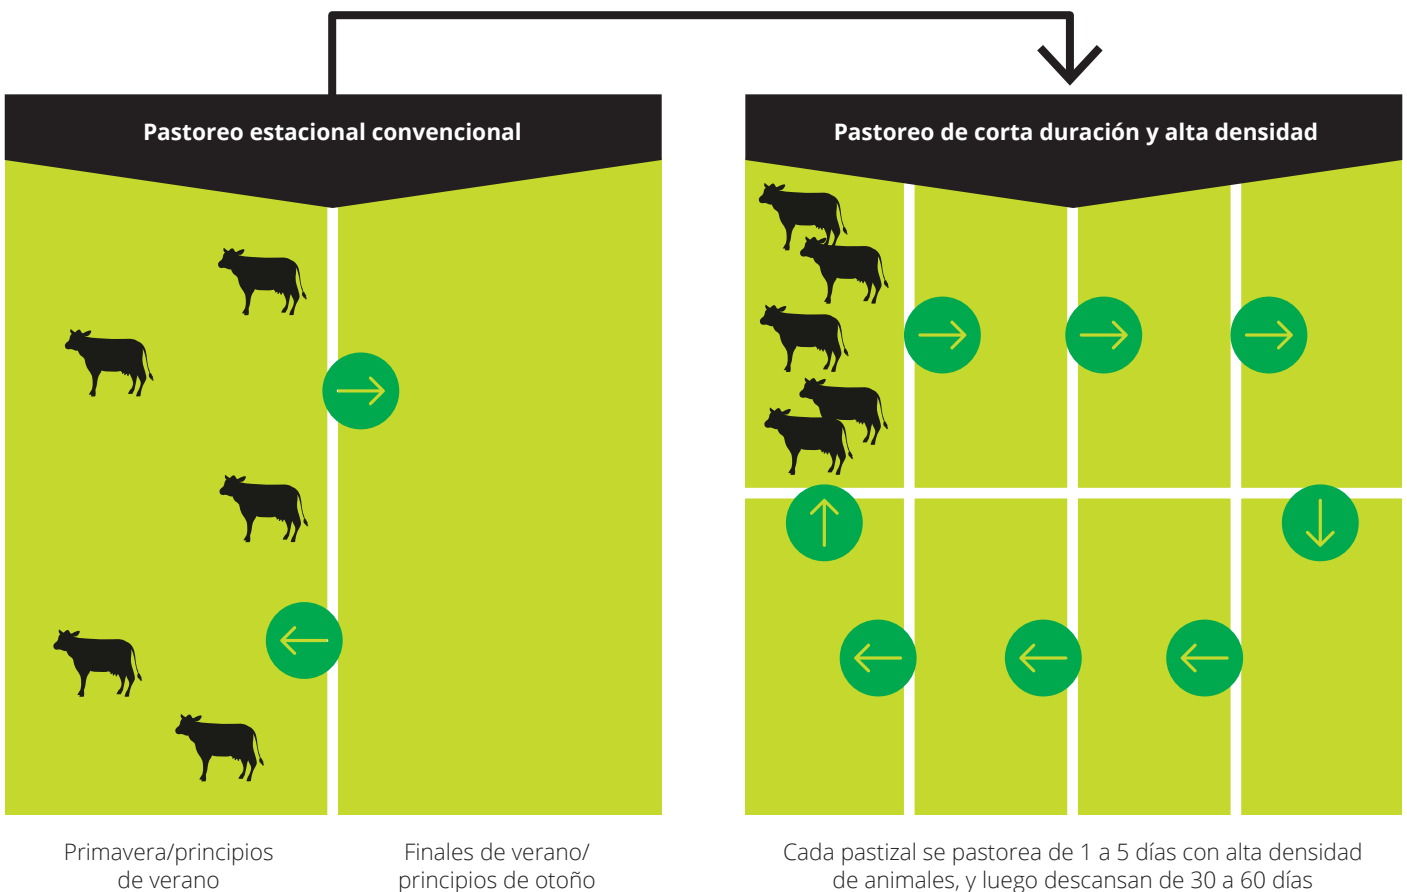 Pastoreo estacional convencional
Pastoreo de corta duración y alta densidad
Primavera/principios
de verano
Finales de verano/
principios de otoño
Cada pastizal se pastorea de 1 a 5 días con alta densidad
de animales, y luego descansan de 30 a 60 días